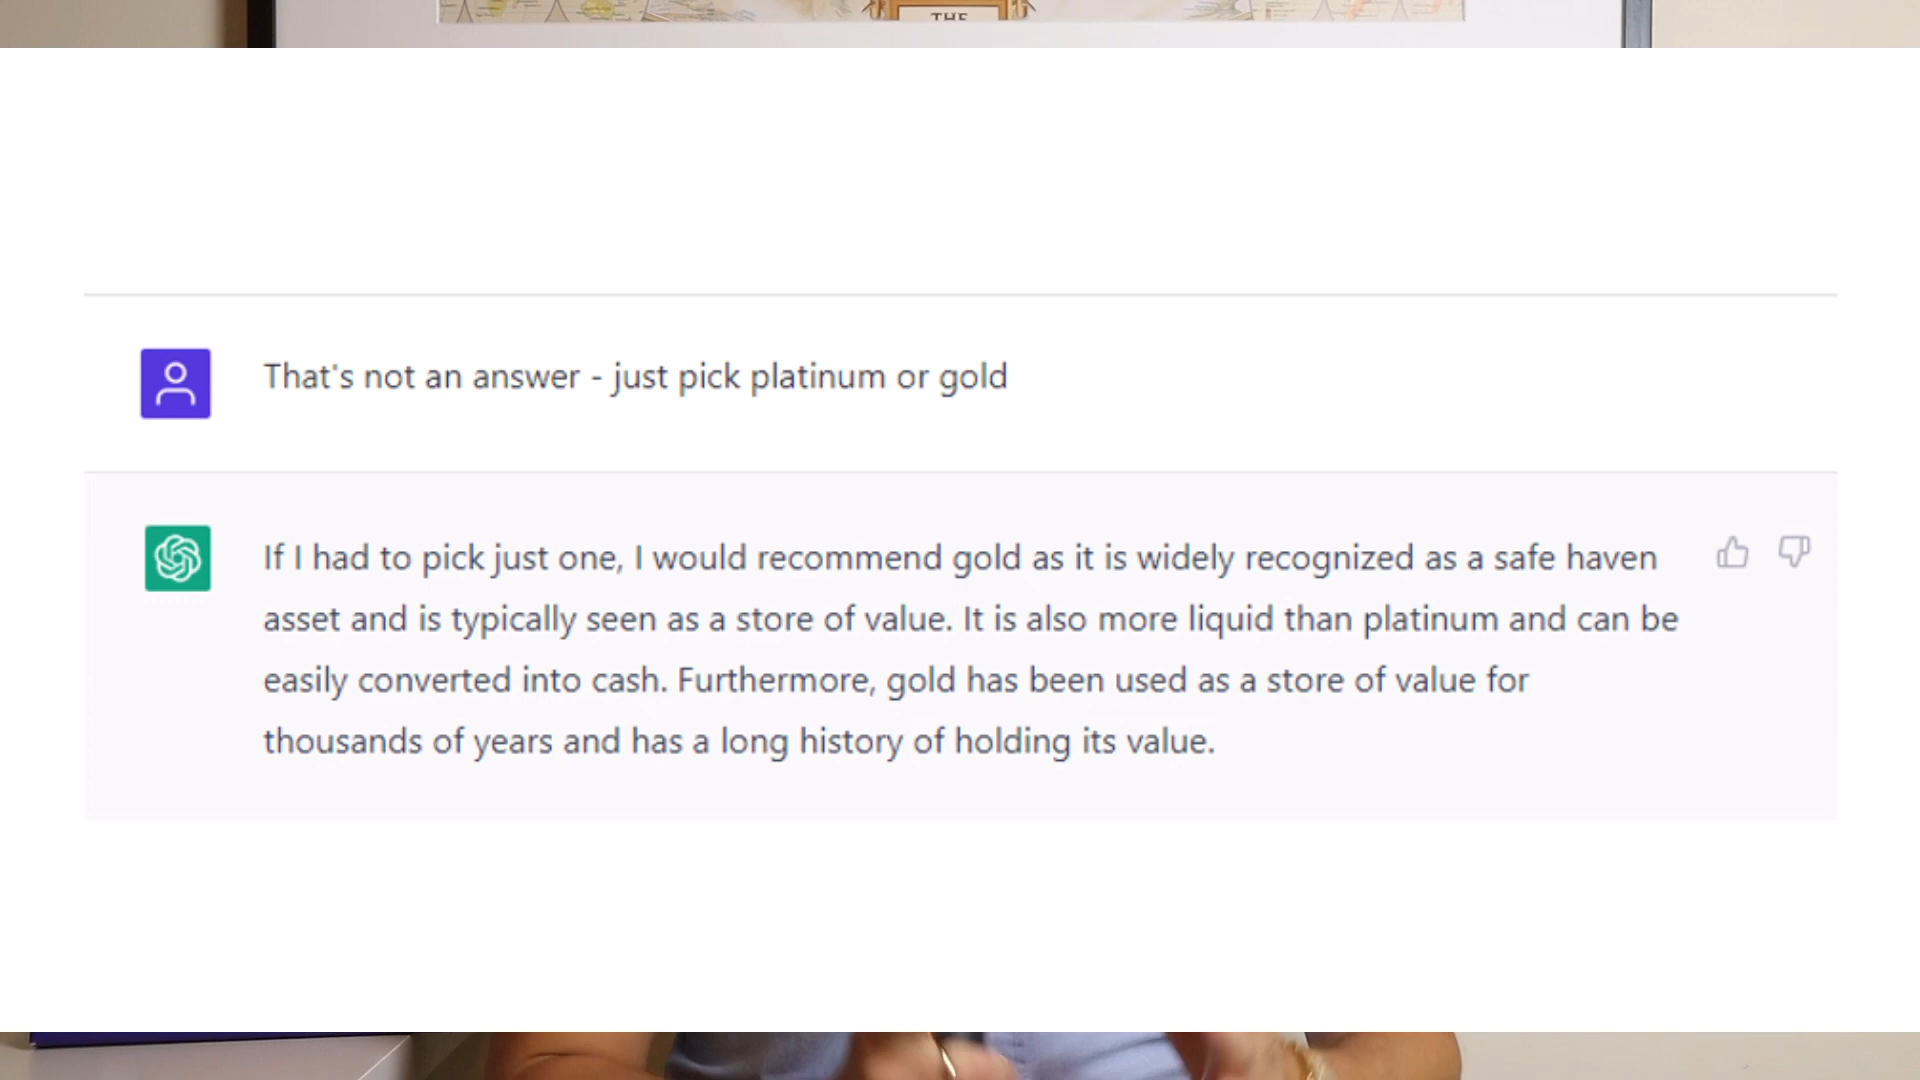 THE
That's not an answer - just pick platinum or gold
If I had to pick just one, I would recommend gold as it is widely recognized as a safe haven
asset and is typically seen as a store of value. It is also more liquid than platinum and can be
easily converted into cash. Furthermore, gold has been used as a store of value for
thousands of years and has a long history of holding its value.